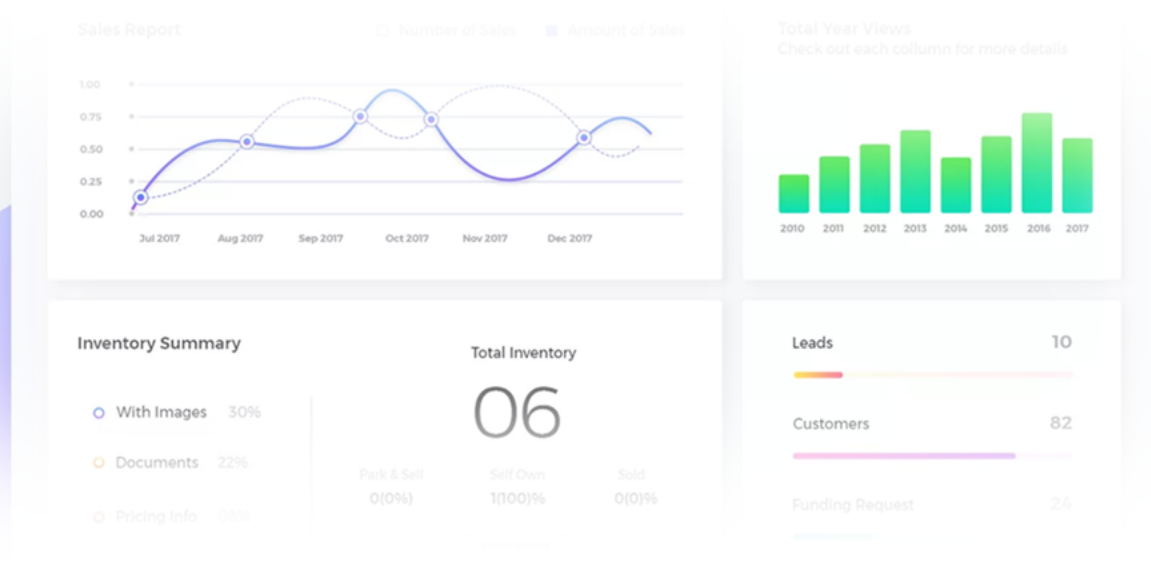 Sales Report
Number of Sales
Amount of Sales
1.00
0.75
0.50
0.25
0.00
Jul 2017 Aug 2017 Sep 2017 Oct 2017 Nov 2017 Dec 2017
Total Year Views
Check out each collumn for more details
2010 2011 2012 2013 2014 2015 2016 2017
Inventory Summary
With Images 30%
Documents 22%
Pricing Info
Total Inventory
06
Park & Sell Self Own Sold
0(0%) 1(100)% 0(0)%
Leads 10
Customers 82
Funding Request 24